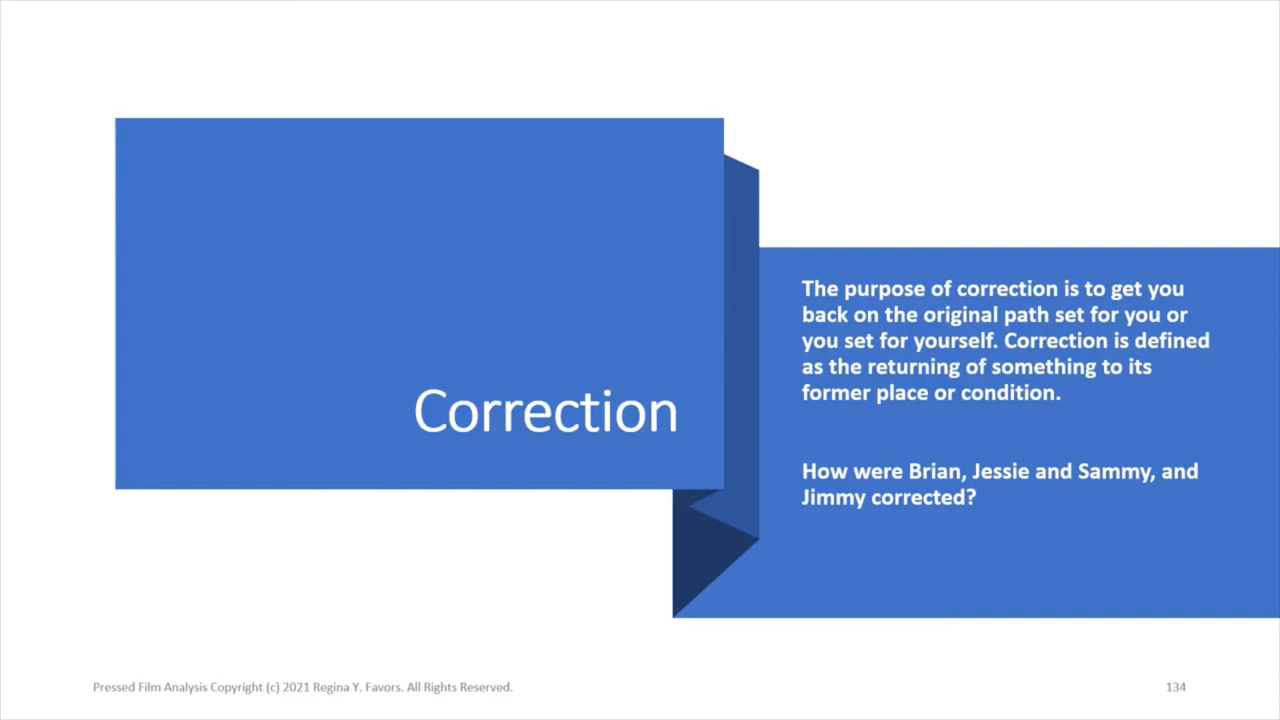 Correction
The purpose of correction is to get you
back on the original path set for you or
you set for yourself. Correction is defined
as the returning of something to its
former place or condition.
How were Brian, Jessie and Sammy, and
Jimmy corrected?
Pressed Film Analysis Copyright (c) 2021 Regina Y. Favors. All Rights Reserved.
134